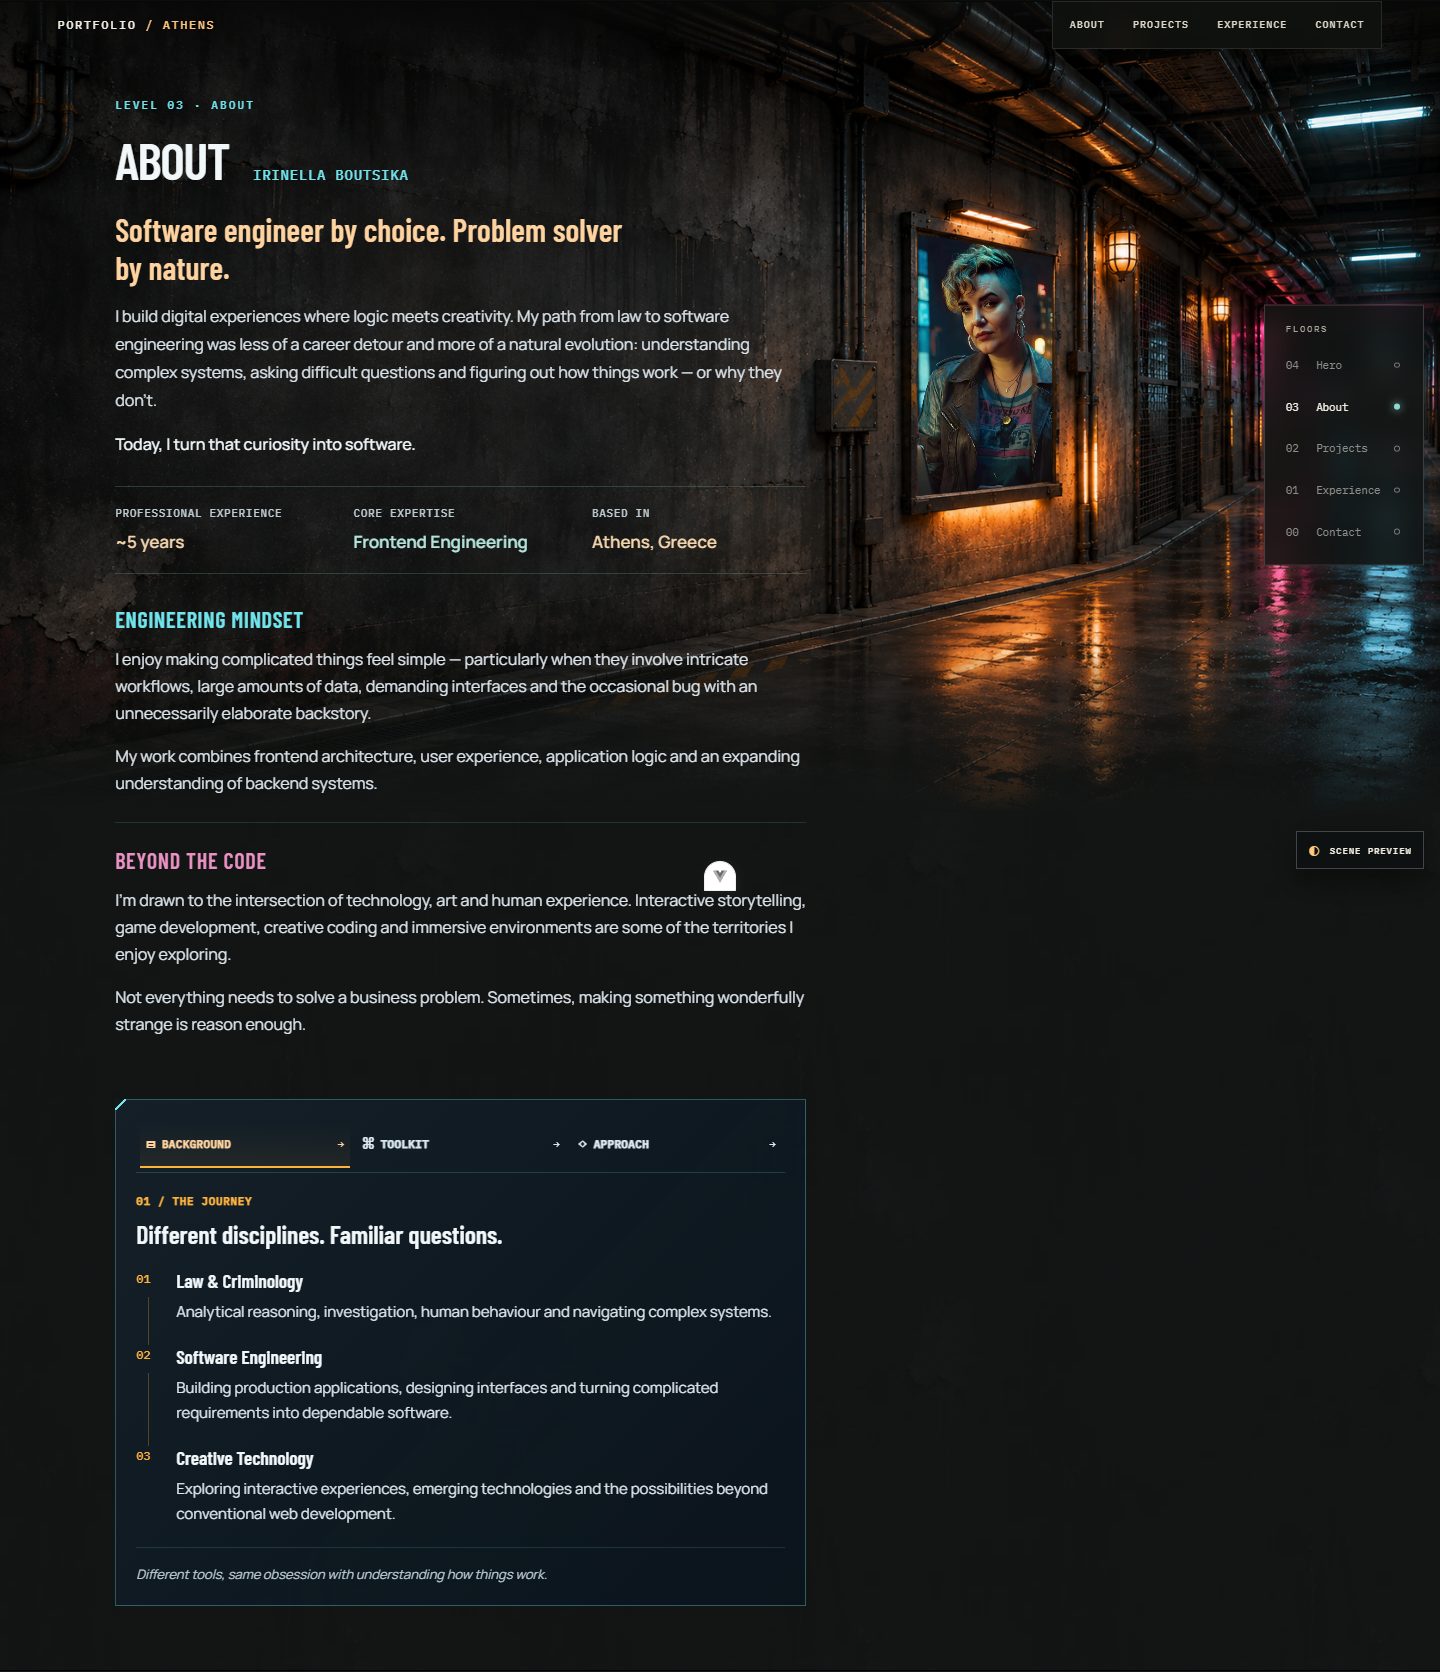 PORTFOLIO / ATHENS
ABOUT PROJECTS EXPERIENCE CONTACT
LEVEL 03 · ABOUT
ABOUT IRINELLA BOUTSIKA
Software engineer by choice. Problem solver
by nature.
I build digital experiences where logic meets creativity. My path from law to software
engineering was less of a career detour and more of a natural evolution: understanding
complex systems, asking difficult questions and figuring out how things work — or why they
don't.
Today, I turn that curiosity into software.
PROFESSIONAL EXPERIENCE
~5 years
CORE EXPERTISE
Frontend Engineering
BASED IN
Athens, Greece
ENGINEERING MINDSET
I enjoy making complicated things feel simple — particularly when they involve intricate
workflows, large amounts of data, demanding interfaces and the occasional bug with an
unnecessarily elaborate backstory.
My work combines frontend architecture, user experience, application logic and an expanding
understanding of backend systems.
BEYOND THE CODE
I'm drawn to the intersection of technology, art and human experience. Interactive storytelling,
game development, creative coding and immersive environments are some of the territories I
enjoy exploring.
Not everything needs to solve a business problem. Sometimes, making something wonderfully
strange is reason enough.
BACKGROUND →
⌘ TOOLKIT →
APPROACH →
01 / THE JOURNEY
Different disciplines. Familiar questions.
01 Law & Criminology
Analytical reasoning, investigation, human behaviour and navigating complex systems.
02 Software Engineering
Building production applications, designing interfaces and turning complicated
requirements into dependable software.
03 Creative Technology
Exploring interactive experiences, emerging technologies and the possibilities beyond
conventional web development.
Different tools, same obsession with understanding how things work.
FLOORS
04 Hero
03 About
02 Projects
01 Experience
00 Contact
SCENE PREVIEW